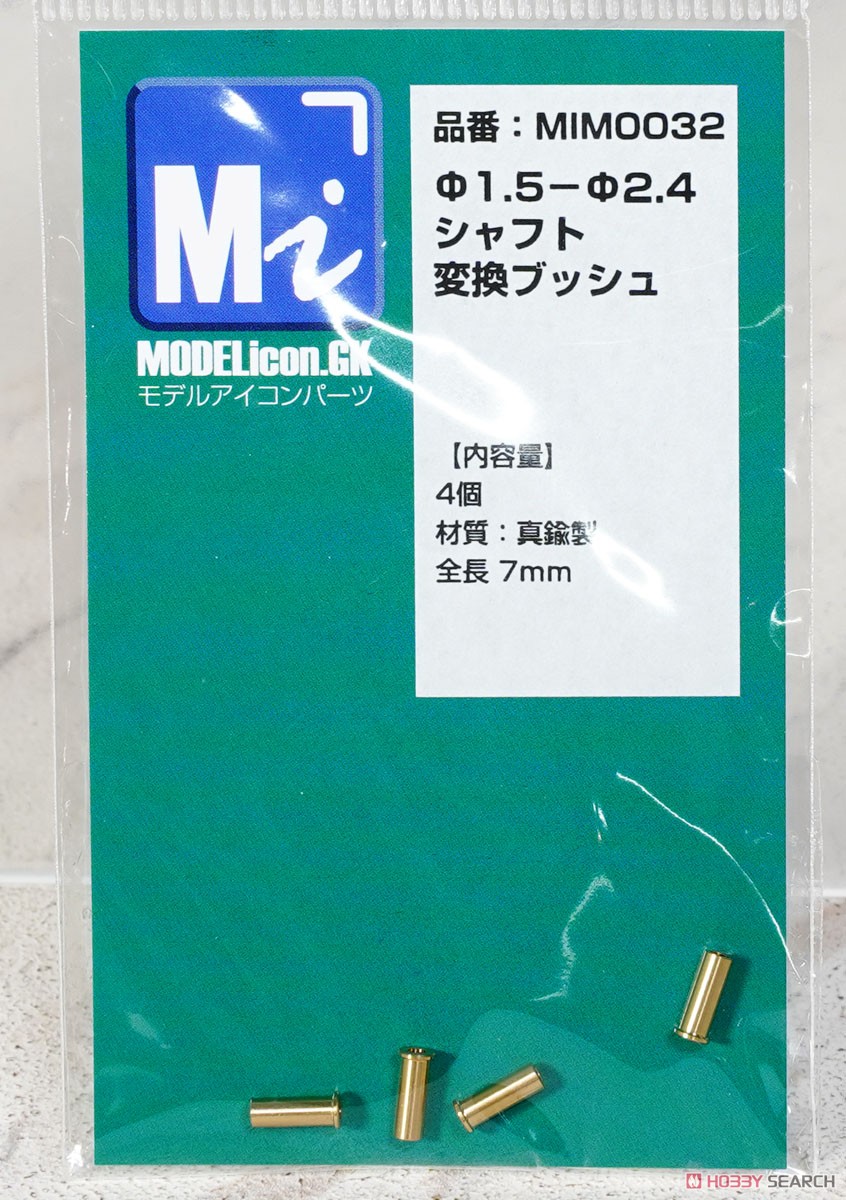 Mi
MODELicon.GK
モデルアイコンパーツ
品番：MIM0032
Φ1.5－Φ2.4
シャフト
変換ブッシュ
【内容量】
4個
材質：真鍮製
全長 7mm
HOBBY SEARCH